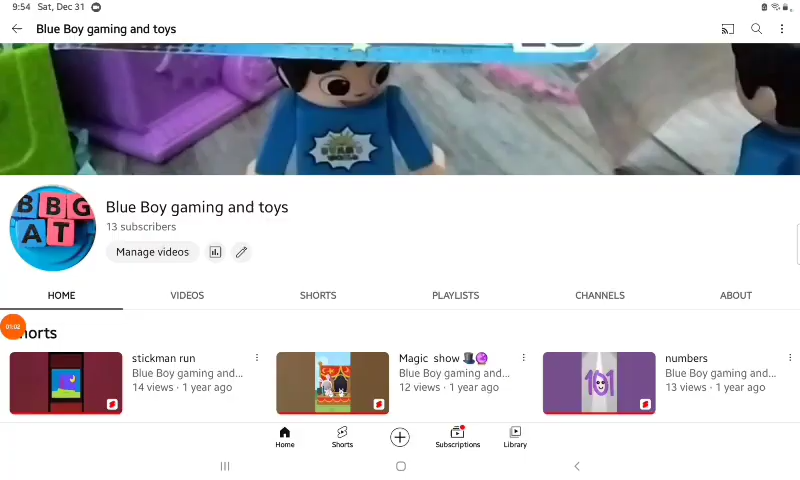 9:54 Sat, Dec 31
Blue Boy gaming and toys
B B G
A T
Blue Boy gaming and toys
13 subscribers
Manage videos
HOME VIDEOS SHORTS PLAYLISTS CHANNELS ABOUT
01:02
horts
stickman run
Blue Boy gaming and...
14 views · 1 year ago
Magic show 🎩🔮
Blue Boy gaming and...
12 views · 1 year ago
101
numbers
Blue Boy gaming and...
13 views · 1 year ago
Home Shorts Subscriptions Library